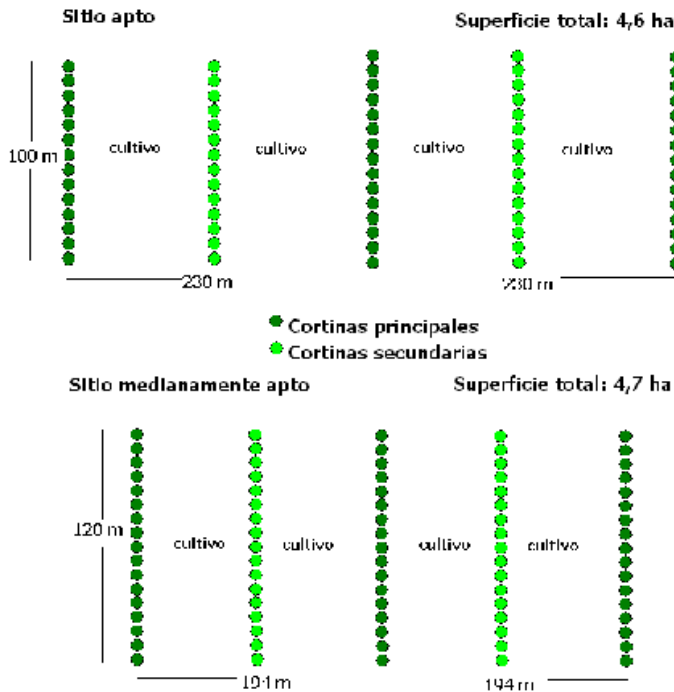 Sitio apto Superficie total: 4,6 ha
100 m cultivo cultivo cultivo cultivo
230 m 230 m
Cortinas principales
Cortinas secundarias
Sitio medianamente apto Superficie total: 4,7 ha
120 m cultivo cultivo cultivo cultivo
194 m 194 m